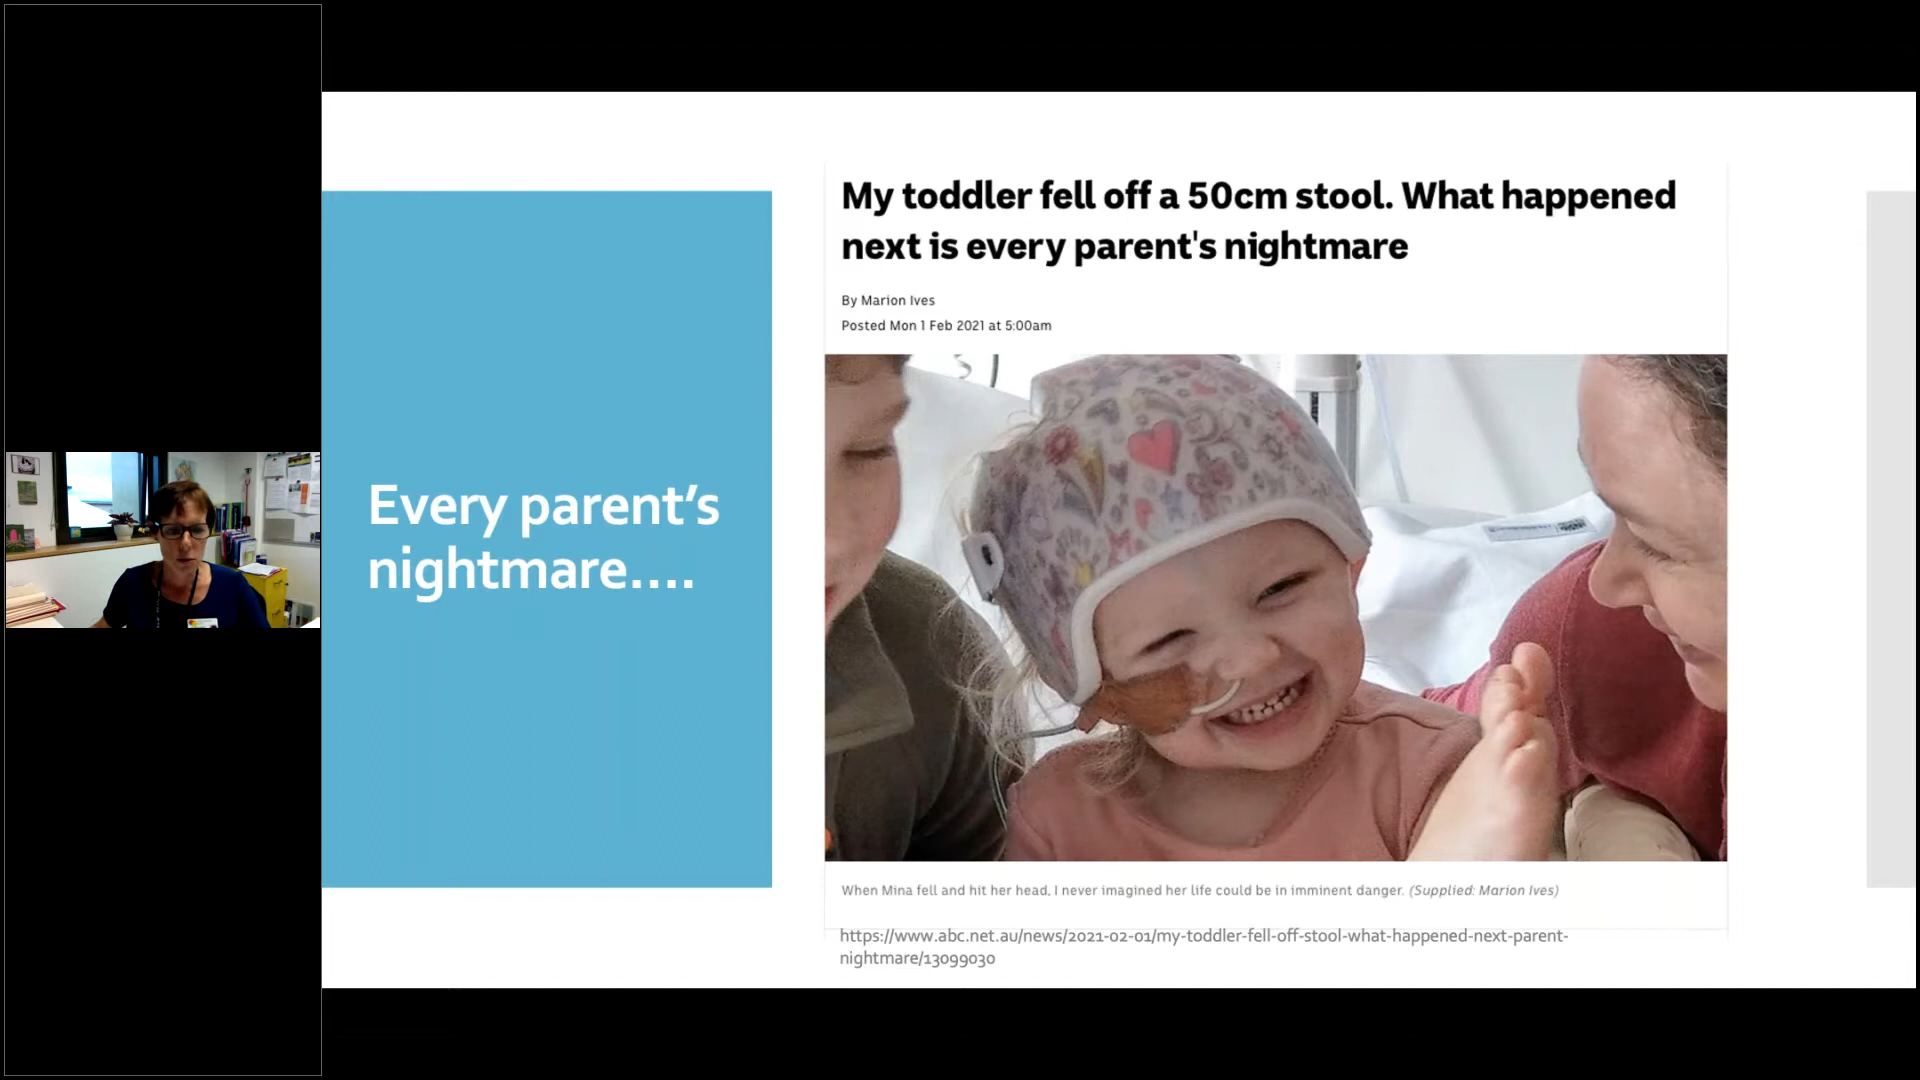 Every parent’s
nightmare....
My toddler fell off a 50cm stool. What happened
next is every parent's nightmare
By Marion Ives
Posted Mon 1 Feb 2021 at 5:00am
When Mina fell and hit her head, I never imagined her life could be in imminent danger. (Supplied: Marion Ives)
https://www.abc.net.au/news/2021-02-01/my-toddler-fell-off-stool-what-happened-next-parent-
nightmare/13099030